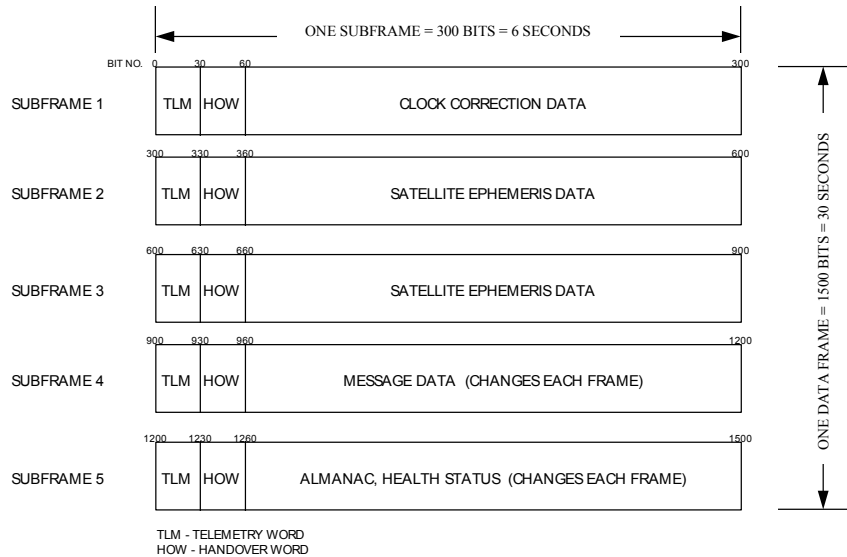 ONE SUBFRAME = 300 BITS = 6 SECONDS
BIT NO. 0 30 60 300
SUBFRAME 1 TLM HOW CLOCK CORRECTION DATA
300 330 360 600
SUBFRAME 2 TLM HOW SATELLITE EPHEMERIS DATA
600 630 660 900
SUBFRAME 3 TLM HOW SATELLITE EPHEMERIS DATA
900 930 960 1200
SUBFRAME 4 TLM HOW MESSAGE DATA (CHANGES EACH FRAME)
1200 1230 1260 1500
SUBFRAME 5 TLM HOW ALMANAC, HEALTH STATUS (CHANGES EACH FRAME)
ONE DATA FRAME = 1500 BITS = 30 SECONDS
TLM - TELEMETRY WORD
HOW - HANDOVER WORD